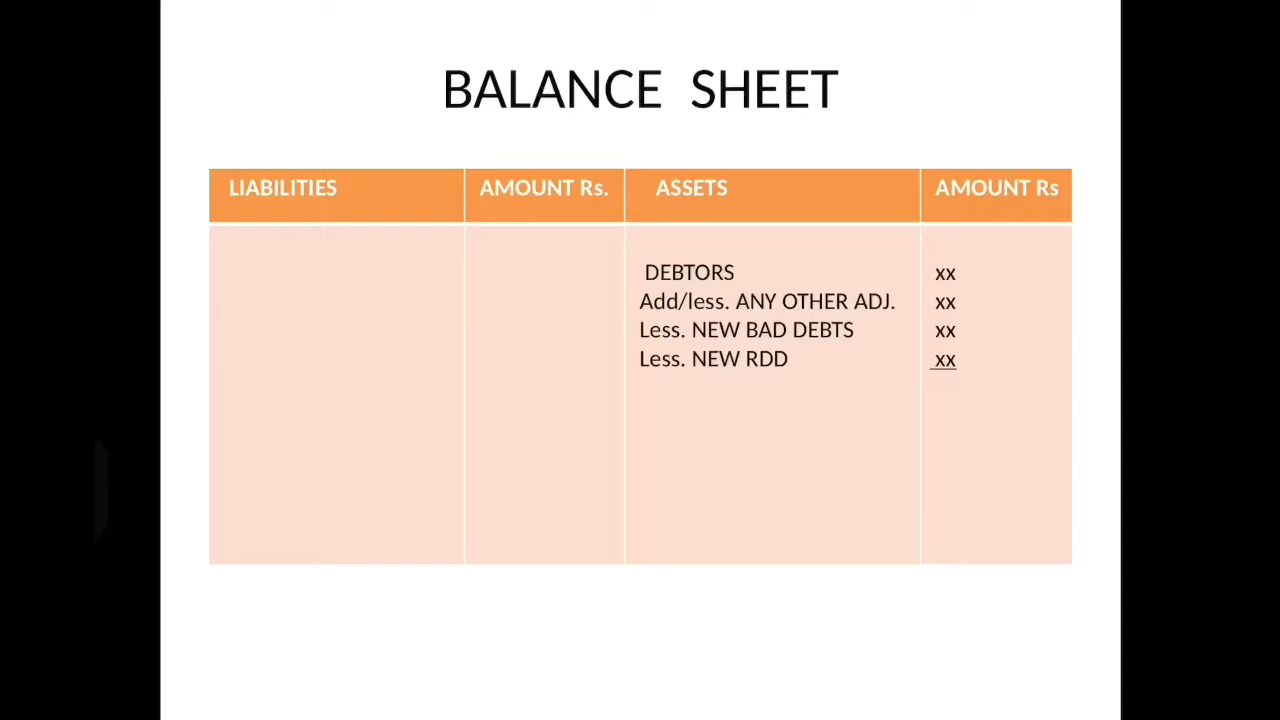 BALANCE SHEET
LIABILITIES AMOUNT Rs. ASSETS AMOUNT Rs
DEBTORS xx
Add/less. ANY OTHER ADJ. xx
Less. NEW BAD DEBTS xx
Less. NEW RDD xx